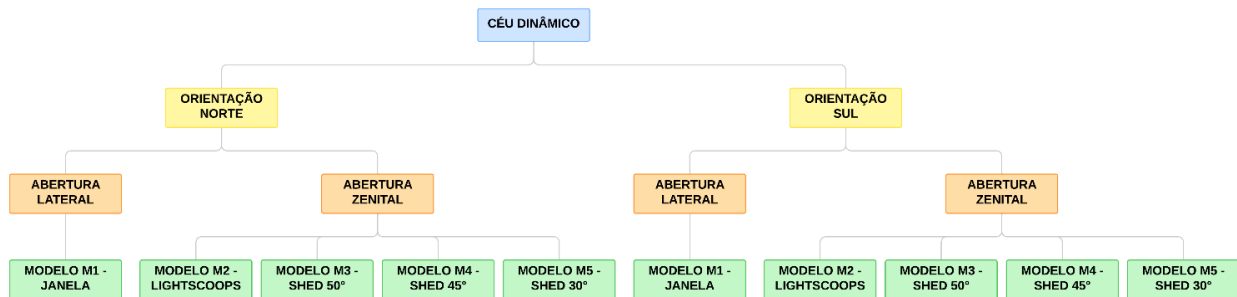 CÉU DINÂMICO
ORIENTAÇÃO
NORTE
ORIENTAÇÃO
SUL
ABERTURA
LATERAL
ABERTURA
ZENITAL
ABERTURA
LATERAL
ABERTURA
ZENITAL
MODELO M1 -
JANELA
MODELO M2 -
LIGHTSCOOPS
MODELO M3 -
SHED 50°
MODELO M4 -
SHED 45°
MODELO M5 -
SHED 30°
MODELO M1 -
JANELA
MODELO M2 -
LIGHTSCOOPS
MODELO M3 -
SHED 50°
MODELO M4 -
SHED 45°
MODELO M5 -
SHED 30°